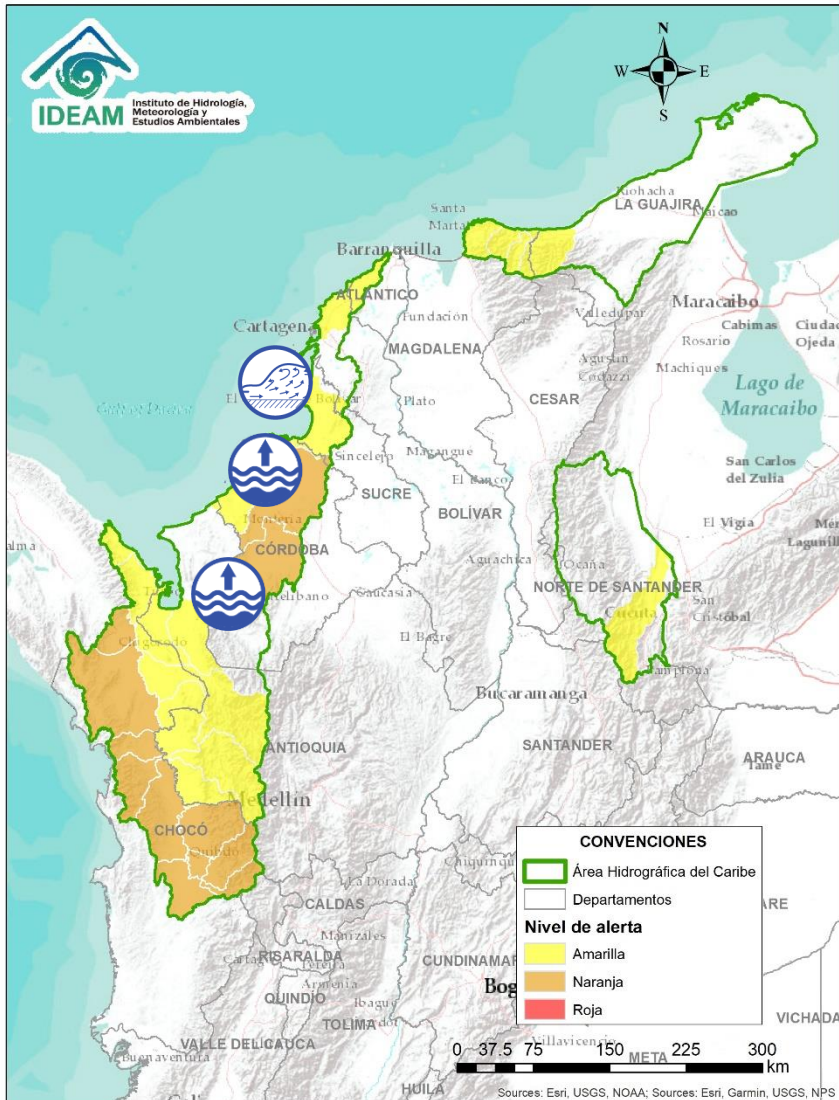 IDEAM
Instituto de Hidrología,
Meteorología y
Estudios Ambientales
N
W E
S
Riohacha
LA GUAJIRA
Maicao
Santa
Marta
Barranquilla
ATLÁNTICO
Cartagena
Fundación
Valledupar
Maracaibo
Cabimas
Ciudad
Ojeda
Rosario
Machiques
MAGDALENA
Agustín
Codazzi
CESAR
Lago de
Maracaibo
Plato
Sincelejo
Magangué
El Banco
San Carlos
del Zulia
SUCRE
BOLÍVAR
El Vigía
Montería
CÓRDOBA
Aguachica
Ocaña
NORTE DE SANTANDER
Cúcuta
San
Cristóbal
Caucasia
El Bagre
Chigorodó
Pamplona
Bucaramanga
SANTANDER
ANTIOQUIA
ARAUCA
Tame
Medellín
CHOCÓ
Quibdó
La Dorada
CALDAS
Manizales
RISARALDA
Pereira
Armenia
QUINDÍO
Ibagué
TOLIMA
CUNDINAMAR
Bog
VALLE DEL CAUCA
Buenaventura
Villavicencio
META
VICHADA
HUILA
CONVENCIONES
Área Hidrográfica del Caribe
Departamentos
Nivel de alerta
Amarilla
Naranja
Roja
0 37.5 75 150 225 300
km
Sources: Esri, USGS, NOAA; Sources: Esri, Garmin, USGS, NPS